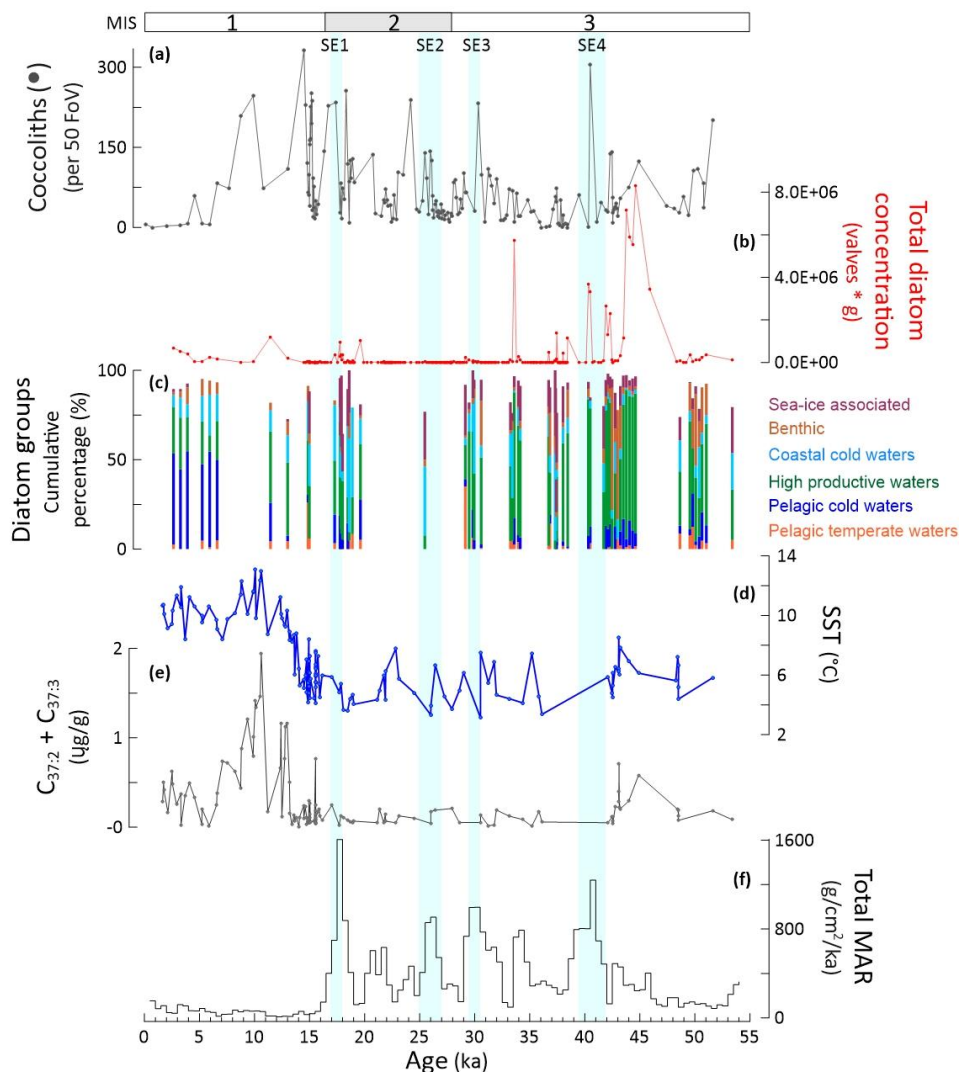 MIS 1 2 3
SE1 SE2 SE3 SE4
(a)
Coccoliths (●)
(per 50 FoV)
300
150
0
(b)
8.0E+06
4.0E+06
0.0E+00
Total diatom
concentration
(valves * g)
(c)
Diatom groups
Cumulative
percentage (%)
100
50
0
Sea-ice associated
Benthic
Coastal cold waters
High productive waters
Pelagic cold waters
Pelagic temperate waters
(d)
14
10
6
2
SST (°C)
(e)
C37:2 + C37:3
(ųg/g)
2
1
-0
(f)
1600
800
0
Total MAR
(g/cm²/ka)
0 5 10 15 20 25 30 35 40 45 50 55
Age (ka)